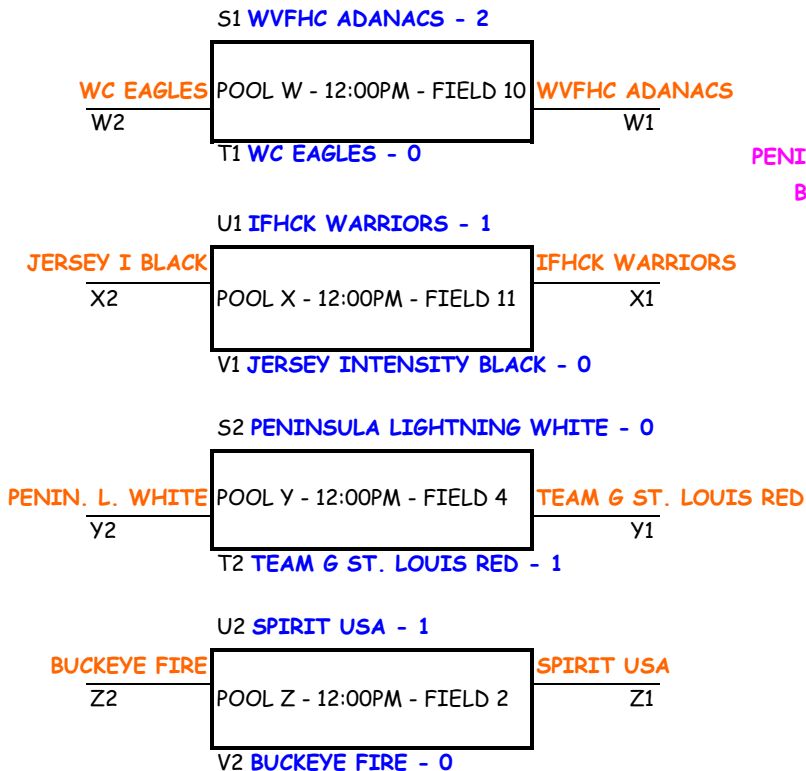 S1 WVFHC ADANACS - 2
WC EAGLES POOL W - 12:00PM - FIELD 10 WVFHC ADANACS
W2 W1
T1 WC EAGLES - 0
PENI
B
U1 IFHCK WARRIORS - 1
JERSEY I BLACK IFHCK WARRIORS
X2 POOL X - 12:00PM - FIELD 11 X1
V1 JERSEY INTENSITY BLACK - 0
S2 PENINSULA LIGHTNING WHITE - 0
PENIN. L. WHITE POOL Y - 12:00PM - FIELD 4 TEAM G ST. LOUIS RED
Y2 Y1
T2 TEAM G ST. LOUIS RED - 1
U2 SPIRIT USA - 1
BUCKEYE FIRE SPIRIT USA
Z2 POOL Z - 12:00PM - FIELD 2 Z1
V2 BUCKEYE FIRE - 0